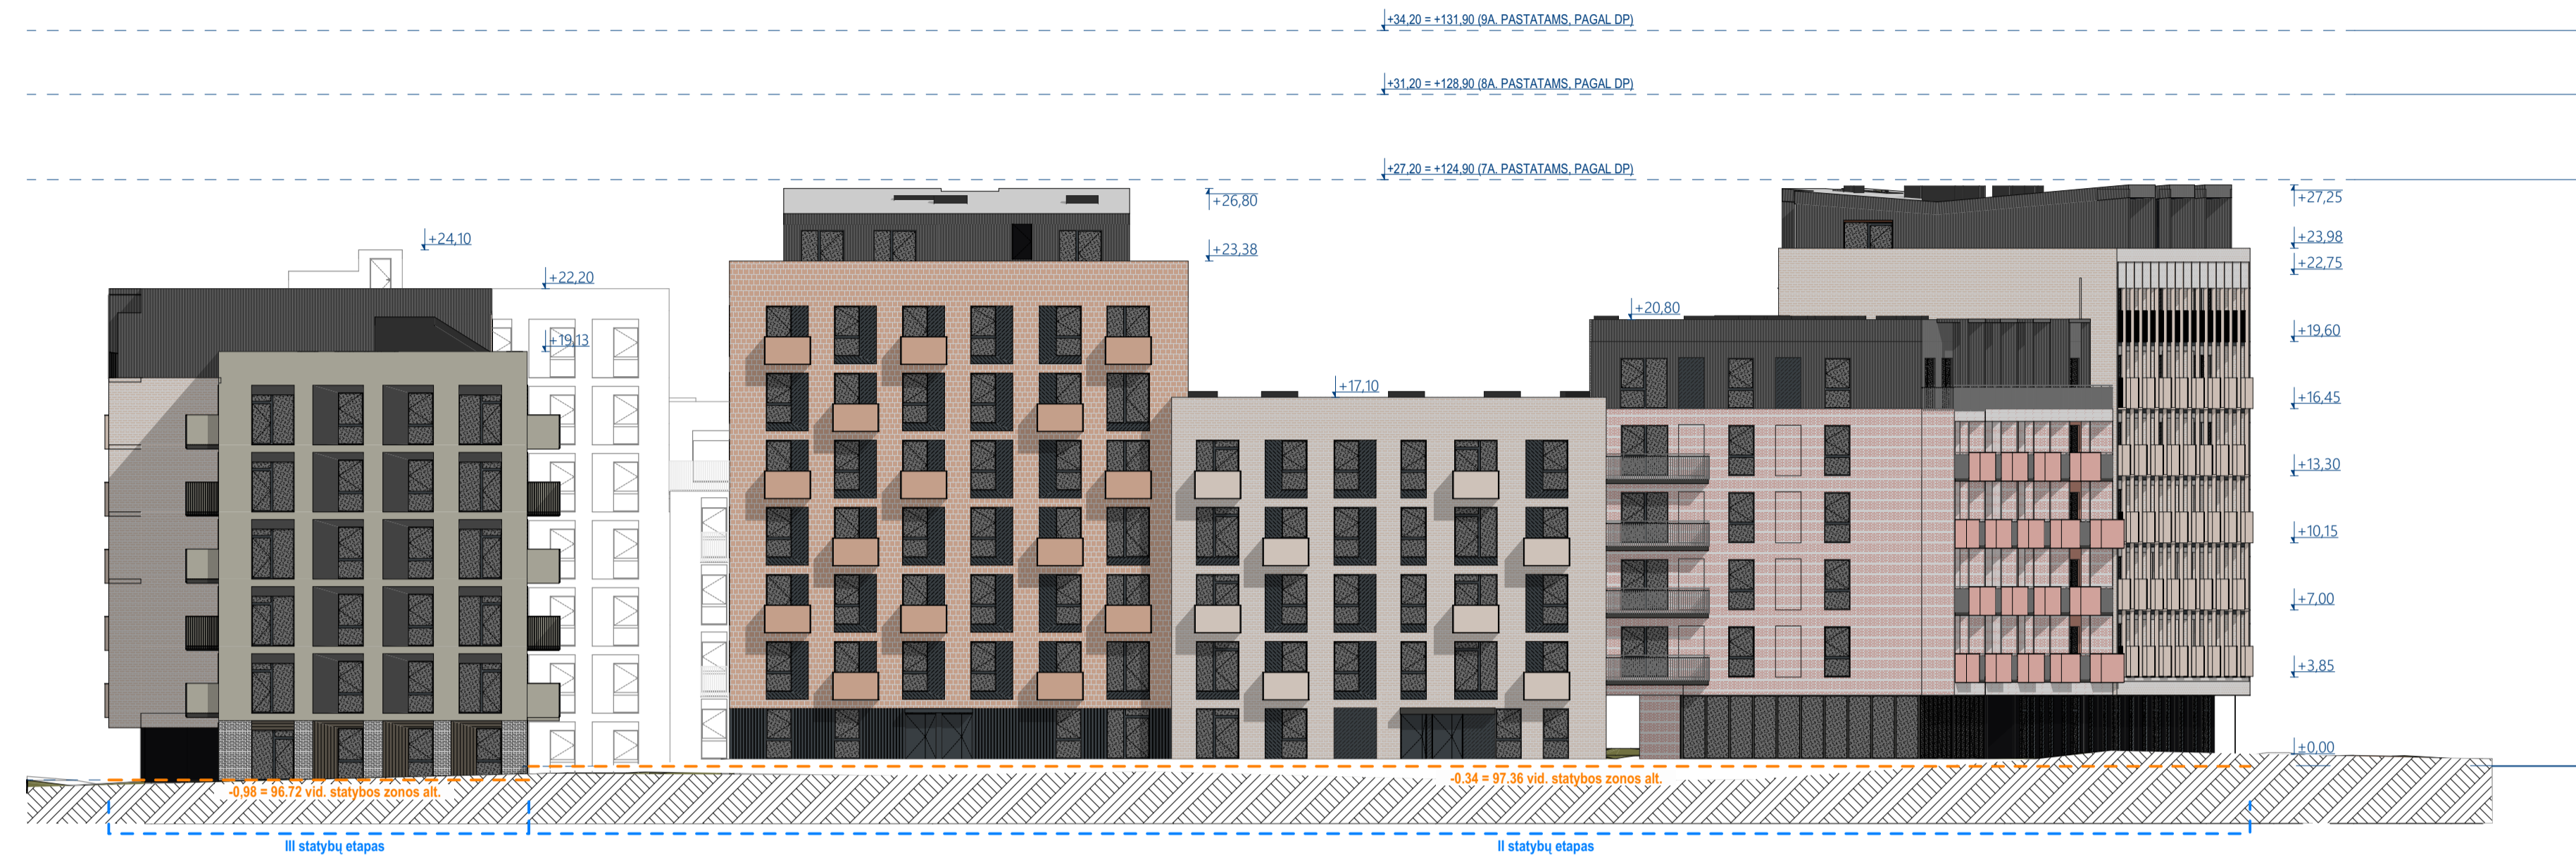 +34,20 = +131,90 (9A. PASTATAMS, PAGAL DP)
+31,20 = +128,90 (8A. PASTATAMS, PAGAL DP)
+27,20 = +124,90 (7A. PASTATAMS, PAGAL DP)
+26,80
+27,25
+24,10
+23,38
+23,98
+22,75
+22,20
+20,80
+19,13
+19,60
+17,10
+16,45
+13,30
+10,15
+7,00
+3,85
+0,00
-0,98 = 96.72 vid. statybos zonos alt.
-0.34 = 97.36 vid. statybos zonos alt.
III statybų etapas
II statybų etapas